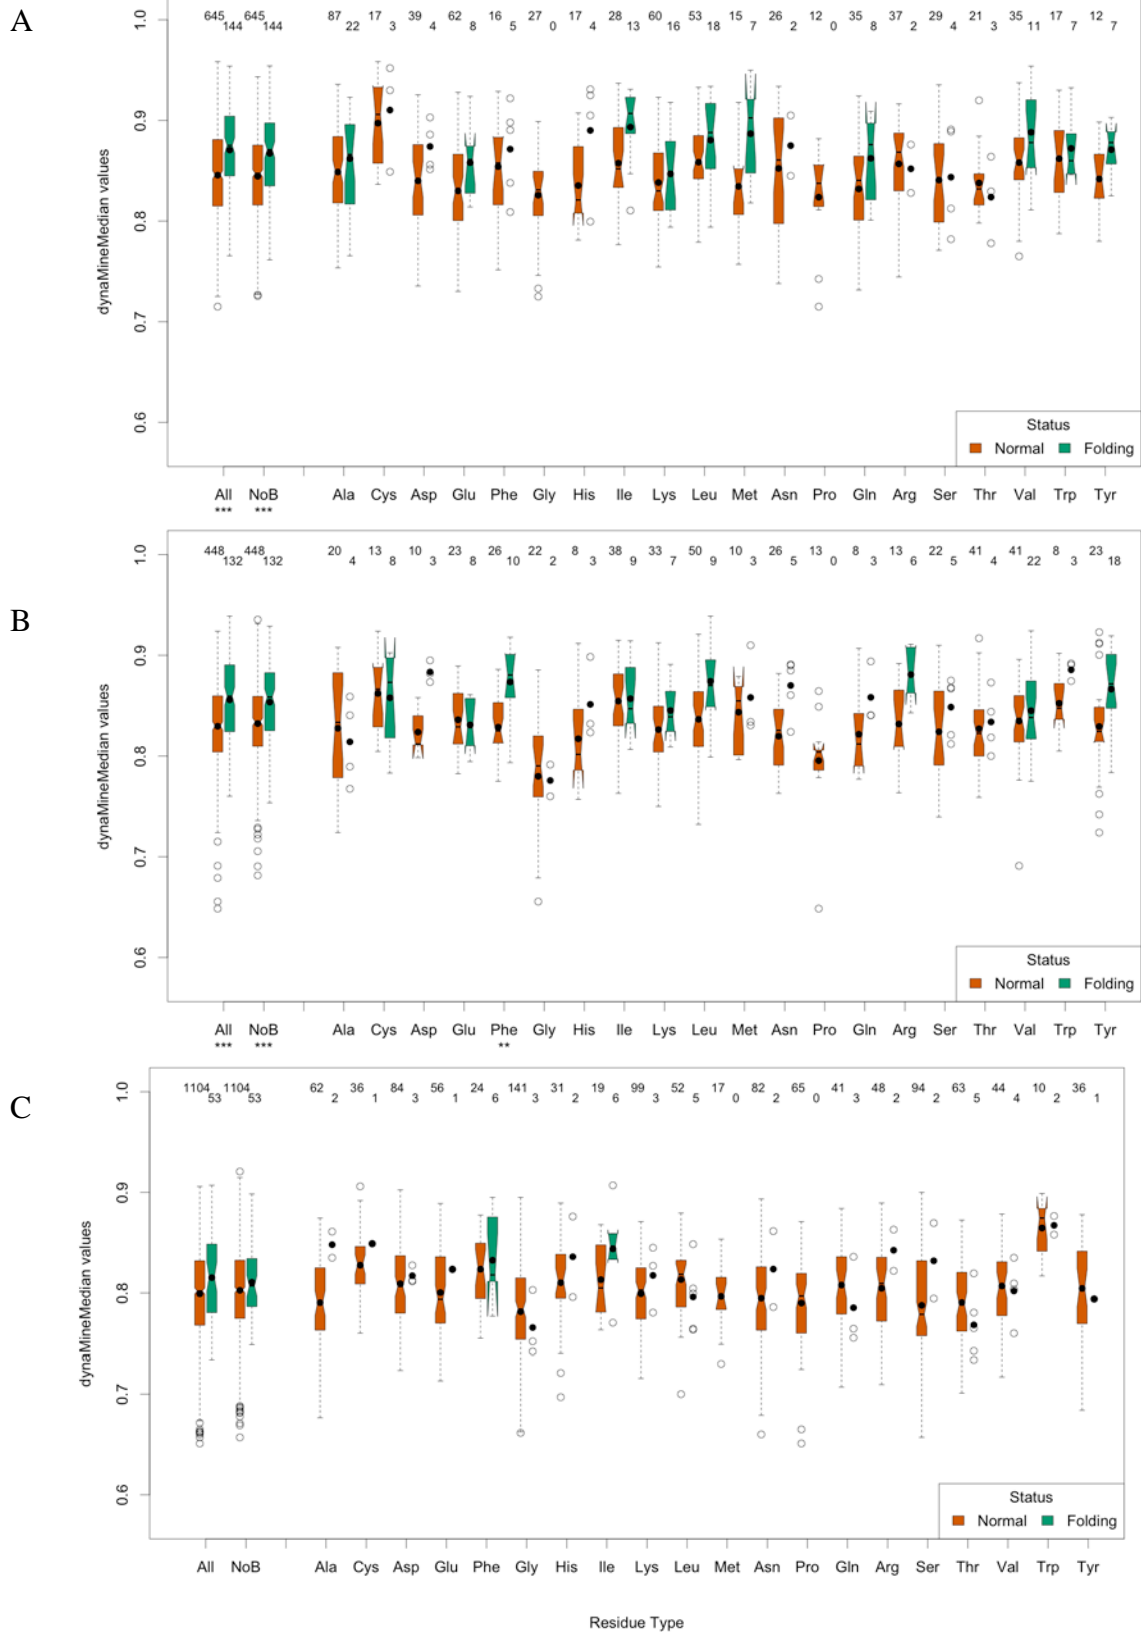 A
645 645 87 17 39 62 16 27 17 28 60 53 15 26 12 35 37 29 21 35 17 12
144 144 22 3 4 8 5 0 4 13 16 18 7 2 0 8 2 4 3 11 7 7
1.0
0.9
0.8
0.7
0.6
dynaMineMedian values
Status
Normal Folding
All NoB Ala Cys Asp Glu Phe Gly His Ile Lys Leu Met Asn Pro Gln Arg Ser Thr Val Trp Tyr
*** ***
B
448 448 20 13 10 23 26 22 8 38 33 50 10 26 13 8 13 22 41 41 8 23
132 132 4 8 3 8 10 2 3 9 7 9 3 5 0 3 6 5 4 22 3 18
1.0
0.9
0.8
0.7
0.6
dynaMineMedian values
Status
Normal Folding
All NoB Ala Cys Asp Glu Phe Gly His Ile Lys Leu Met Asn Pro Gln Arg Ser Thr Val Trp Tyr
*** *** **
C
1104 1104 62 36 84 56 24 141 31 19 99 52 17 82 65 41 48 94 63 44 10 36
53 53 2 1 3 1 6 3 2 6 3 5 0 2 0 3 2 2 5 4 2 1
1.0
0.9
0.8
0.7
0.6
dynaMineMedian values
Status
Normal Folding
All NoB Ala Cys Asp Glu Phe Gly His Ile Lys Leu Met Asn Pro Gln Arg Ser Thr Val Trp Tyr
Residue Type